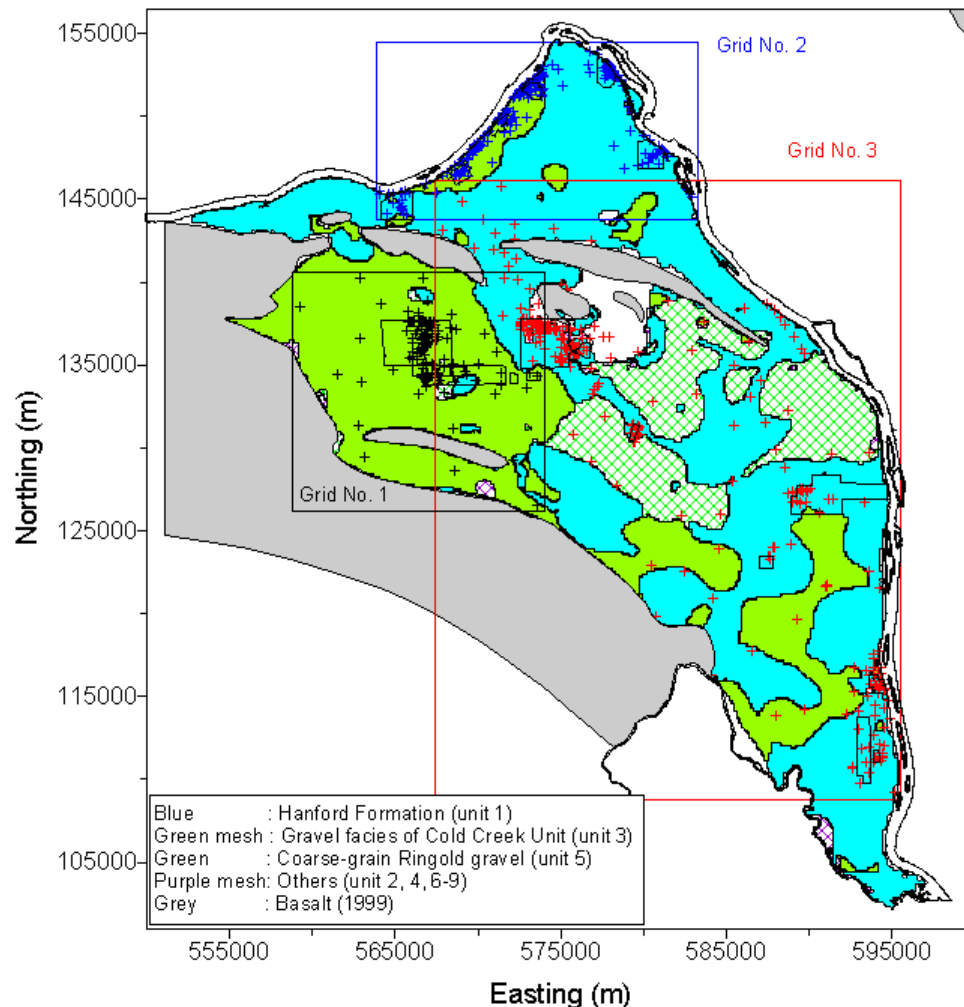 155000
Grid No. 2
Grid No. 3
145000
135000
Northing (m)
Grid No. 1
125000
115000
Blue : Hanford Formation (unit 1)
Green mesh : Gravel facies of Cold Creek Unit (unit 3)
Green : Coarse-grain Ringold gravel (unit 5)
Purple mesh: Others (unit 2, 4, 6-9)
Grey : Basalt (1999)
105000
555000 565000 575000 585000 595000
Easting (m)